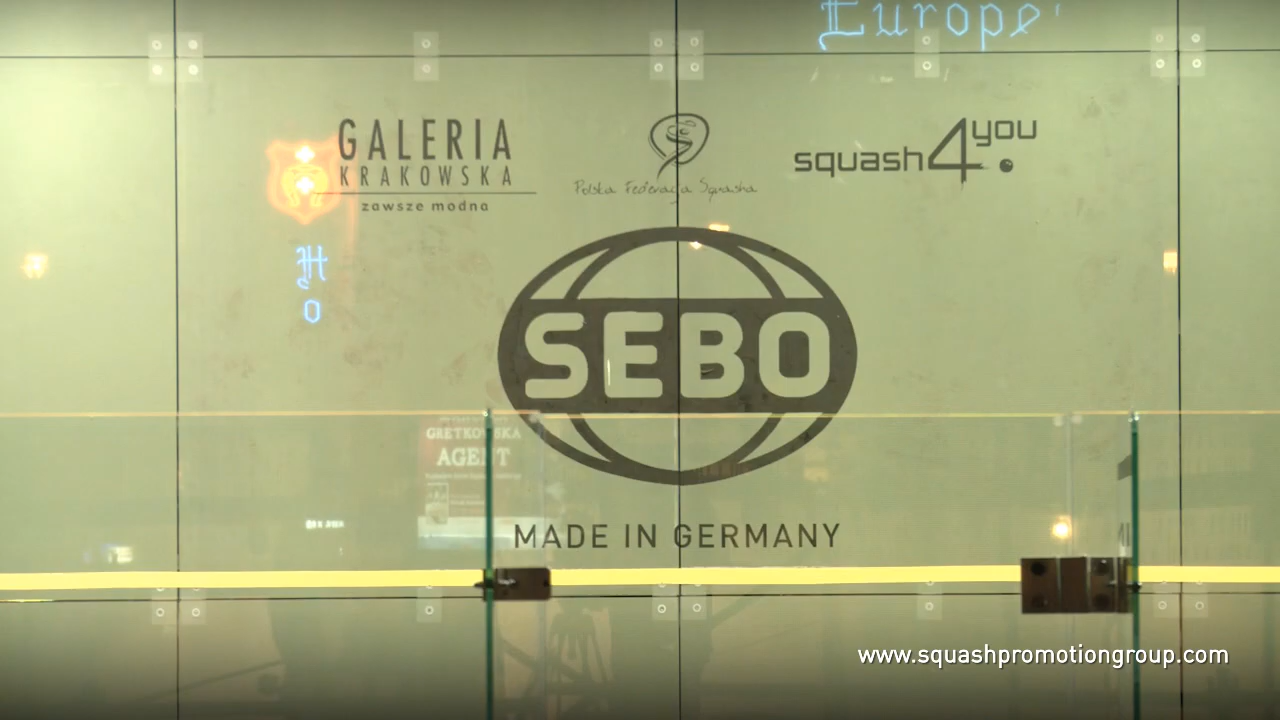 Europe'
GALERIA
KRAKOWSKA
zawsze modna
Polska Federacja Squasha
squash4you
H
o
SEBO
GRETKOWSKA
AGENT
MADE IN GERMANY
www.squashpromotiongroup.com